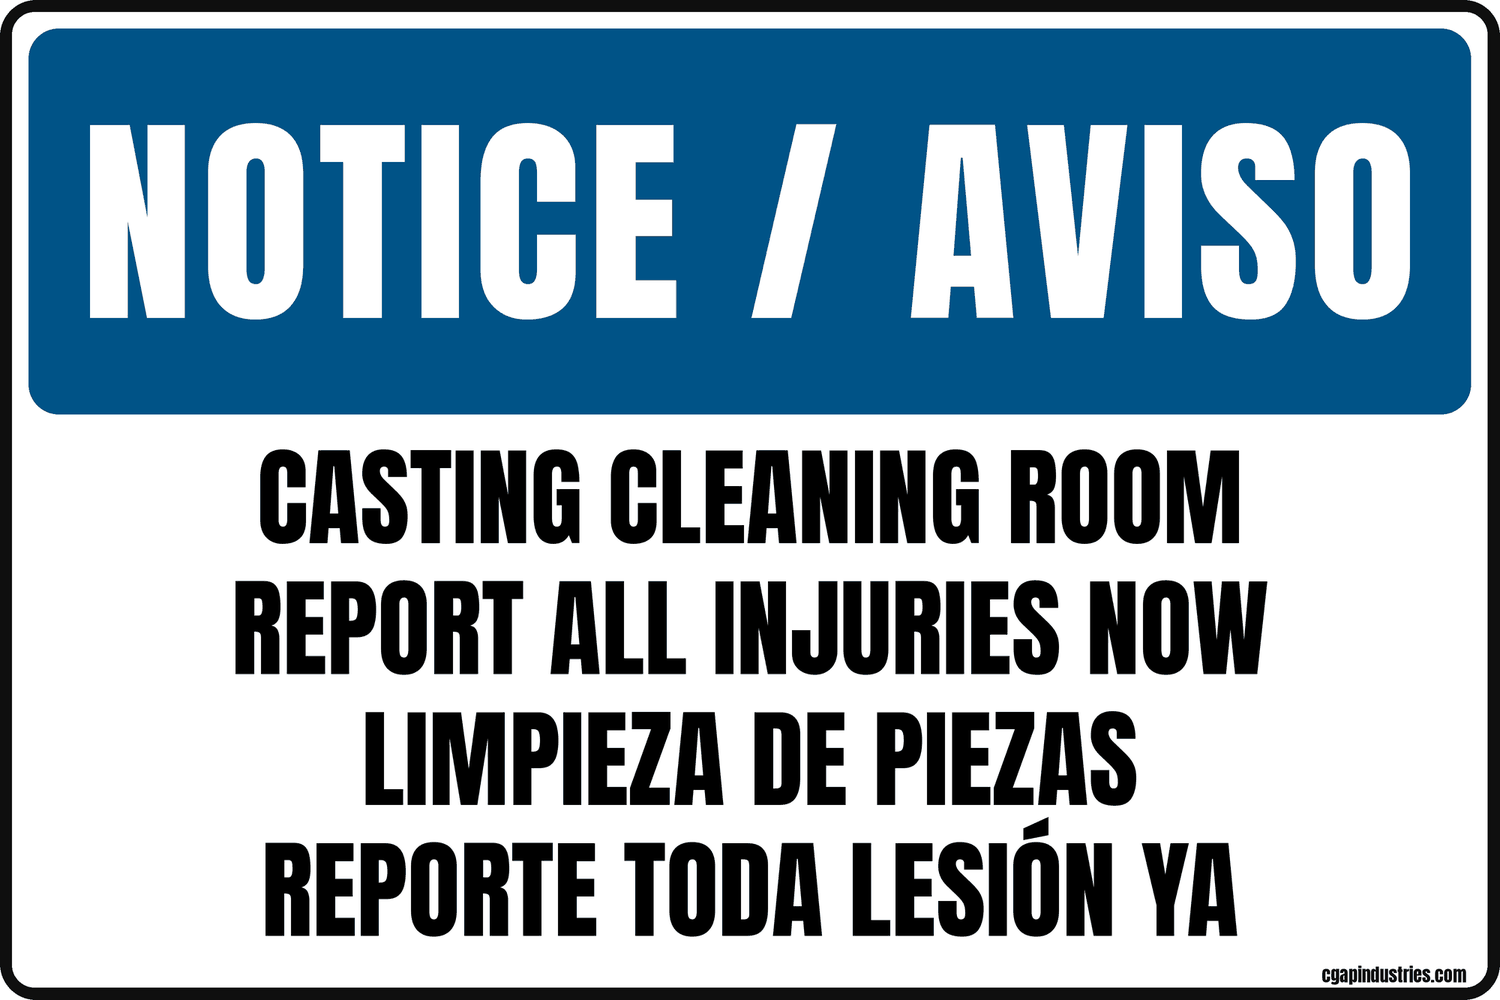 NOTICE / AVISO
CASTING CLEANING ROOM
REPORT ALL INJURIES NOW
LIMPIEZA DE PIEZAS
REPORTE TODA LESIÓN YA
cgapindustries.com